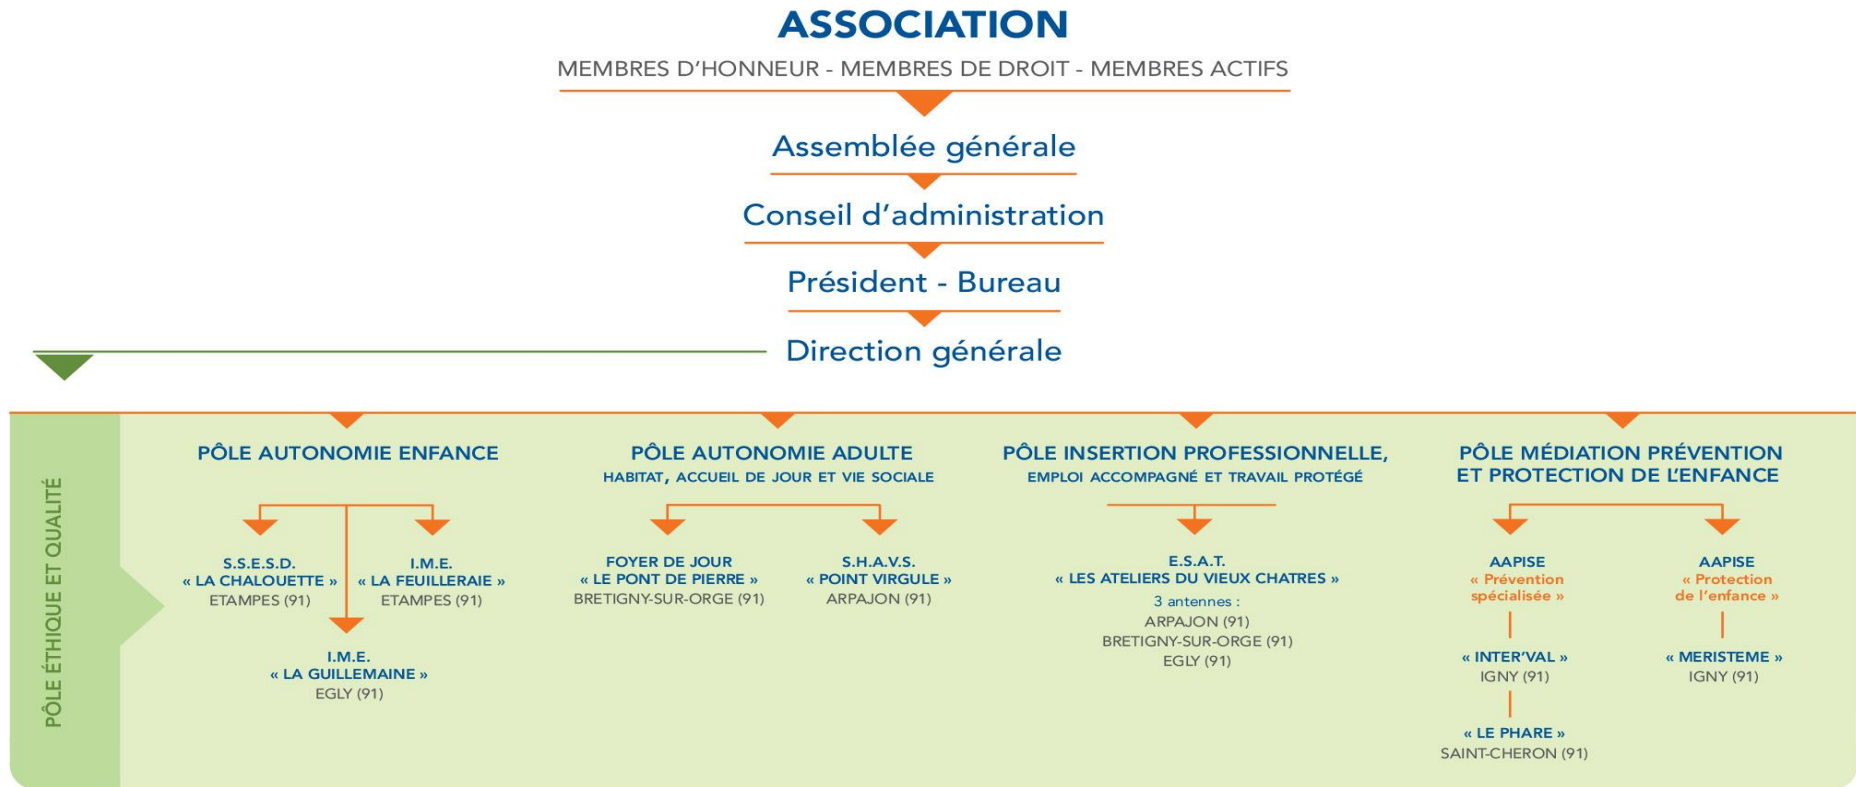 ASSOCIATION
MEMBRES D’HONNEUR - MEMBRES DE DROIT - MEMBRES ACTIFS
Assemblée générale
Conseil d’administration
Président - Bureau
Direction générale
PÔLE ÉTHIQUE ET QUALITÉ
PÔLE AUTONOMIE ENFANCE
S.S.E.S.D.
« LA CHALOUETTE »
ETAMPES (91)
I.M.E.
« LA FEUILLERAIE »
ETAMPES (91)
I.M.E.
« LA GUILLEMAINE »
EGLY (91)
PÔLE AUTONOMIE ADULTE
HABITAT, ACCUEIL DE JOUR ET VIE SOCIALE
FOYER DE JOUR
« LE PONT DE PIERRE »
BRETIGNY-SUR-ORGE (91)
S.H.A.V.S.
« POINT VIRGULE »
ARPAJON (91)
PÔLE INSERTION PROFESSIONNELLE,
EMPLOI ACCOMPAGNÉ ET TRAVAIL PROTÉGÉ
E.S.A.T.
« LES ATELIERS DU VIEUX CHATRES »
3 antennes :
ARPAJON (91)
BRETIGNY-SUR-ORGE (91)
EGLY (91)
PÔLE MÉDIATION PRÉVENTION
ET PROTECTION DE L’ENFANCE
AAPISE
« Prévention
spécialisée »
« INTER’VAL »
IGNY (91)
« LE PHARE »
SAINT-CHERON (91)
AAPISE
« Protection
de l’enfance »
« MERISTEME »
IGNY (91)